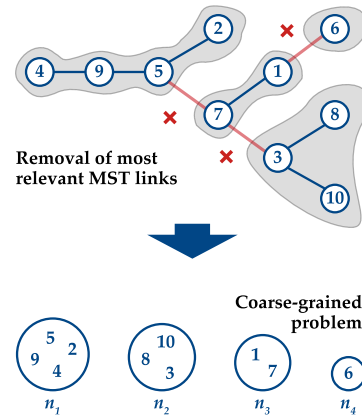 2
6
4
9
5
1
7
8
3
10
Removal of most
relevant MST links
Coarse-grained
problem
5
9
2
4
10
8
3
1
7
6
n1
n2
n3
n4